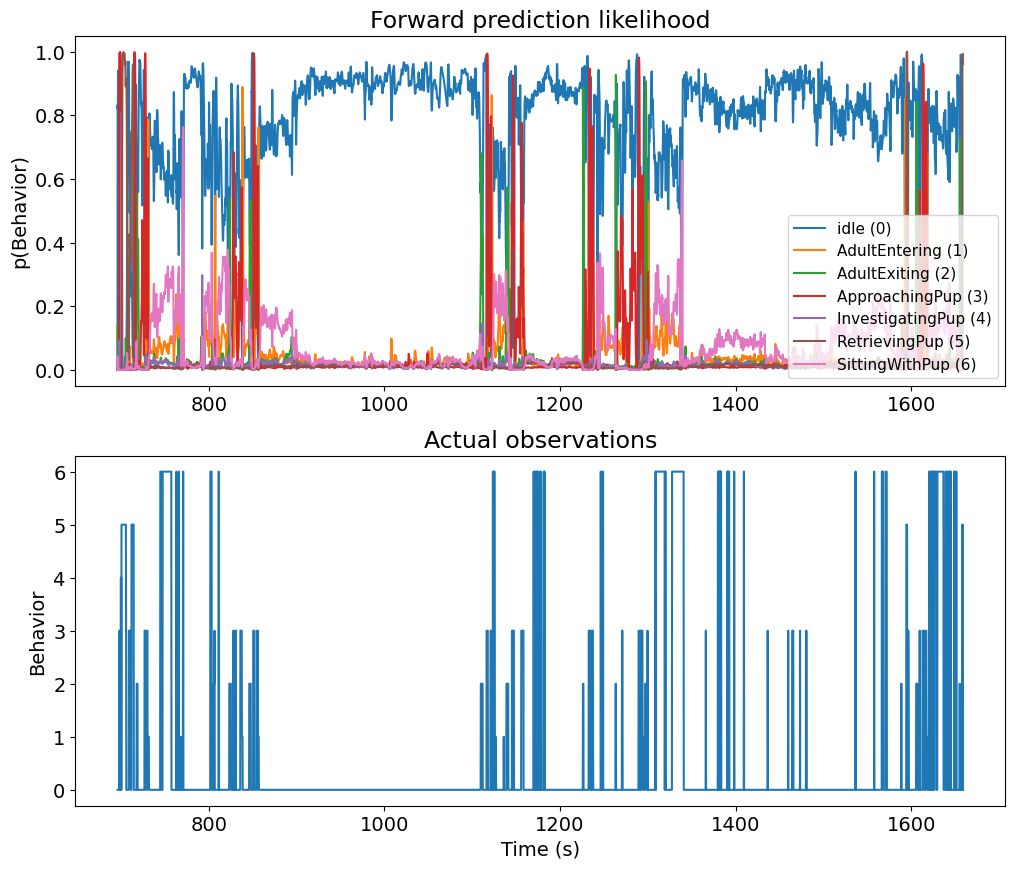 Forward prediction likelihood
p(Behavior)
1.0
0.8
0.6
0.4
0.2
0.0
idle (0)
AdultEntering (1)
AdultExiting (2)
ApproachingPup (3)
InvestigatingPup (4)
RetrievingPup (5)
SittingWithPup (6)
800 1000 1200 1400 1600
Actual observations
Behavior
6
5
4
3
2
1
0
800 1000 1200 1400 1600
Time (s)